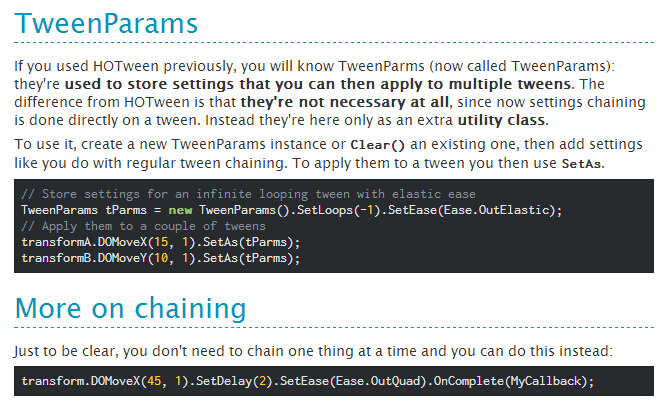 TweenParams
If you used HOTween previously, you will know TweenParms (now called TweenParams):
they're used to store settings that you can then apply to multiple tweens. The
difference from HOTween is that they're not necessary at all, since now settings chaining
is done directly on a tween. Instead they're here only as an extra utility class.
To use it, create a new TweenParams instance or Clear() an existing one, then add settings
like you do with regular tween chaining. To apply them to a tween you then use SetAs.
// Store settings for an infinite looping tween with elastic ease
TweenParams tParms = new TweenParams().SetLoops(-1).SetEase(Ease.OutElastic);
// Apply them to a couple of tweens
transformA.DOMoveX(15, 1).SetAs(tParms);
transformB.DOMoveY(10, 1).SetAs(tParms);
More on chaining
Just to be clear, you don't need to chain one thing at a time and you can do this instead:
transform.DOMoveX(45, 1).SetDelay(2).SetEase(Ease.OutQuad).OnComplete(MyCallback);